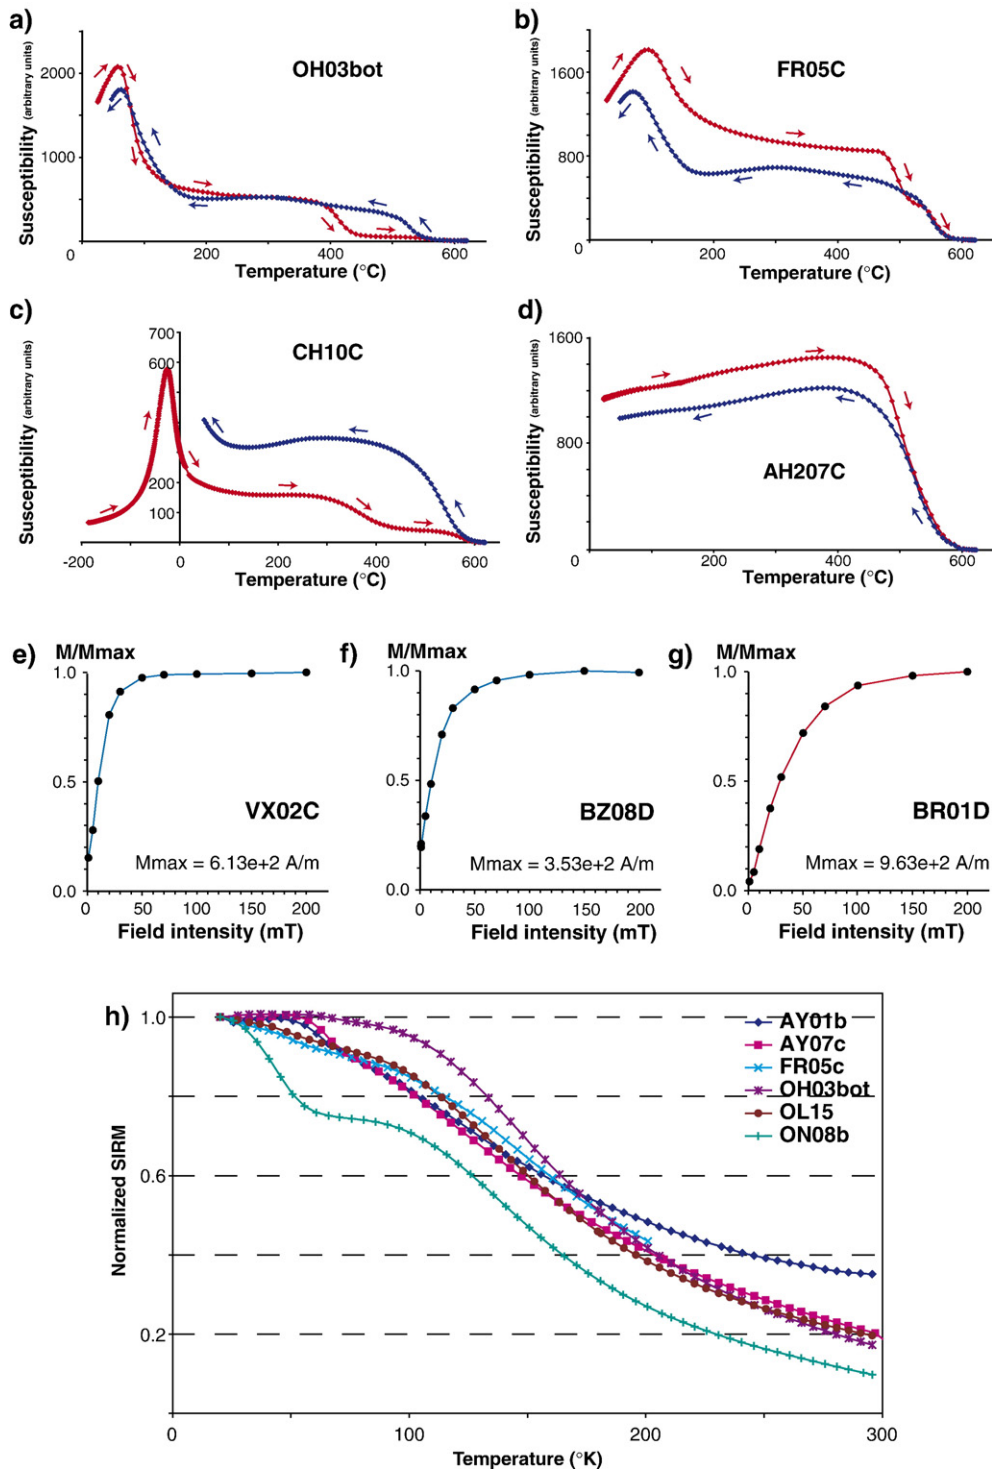 a)
OH03bot
Susceptibility (arbitrary units)
2000
1000
0
200
400
600
Temperature (°C)
b)
FR05C
Susceptibility (arbitrary units)
1600
800
0
200
400
600
Temperature (°C)
c)
CH10C
Susceptibility (arbitrary units)
700
600
200
100
-200
0
200
400
600
Temperature (°C)
d)
AH207C
Susceptibility (arbitrary units)
1600
800
0
200
400
600
Temperature (°C)
e)
M/Mmax
1.0
0.5
0.0
VX02C
Mmax = 6.13e+2 A/m
0 50 100 150 200
Field intensity (mT)
f)
M/Mmax
1.0
0.5
0.0
BZ08D
Mmax = 3.53e+2 A/m
0 50 100 150 200
Field intensity (mT)
g)
M/Mmax
1.0
0.5
0.0
BR01D
Mmax = 9.63e+2 A/m
0 50 100 150 200
Field intensity (mT)
h)
Normalized SIRM
1.0
0.6
0.2
AY01b
AY07c
FR05c
OH03bot
OL15
ON08b
0 100 200 300
Temperature (°K)